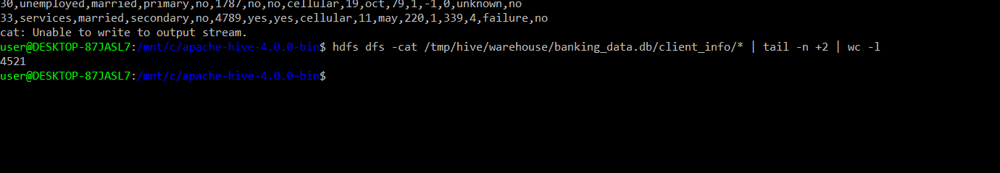 30,unemployed,married,primary,no,1787,no,no,cellular,19,oct,79,1,-1,0,unknown,no
33,services,married,secondary,no,4789,yes,yes,cellular,11,may,220,1,339,4,failure,no
cat: Unable to write to output stream.
user@DESKTOP-87JASL7:/mnt/c/apache-hive-4.0.0-bin$ hdfs dfs -cat /tmp/hive/warehouse/banking_data.db/client_info/* | tail -n +2 | wc -l
4521
user@DESKTOP-87JASL7:/mnt/c/apache-hive-4.0.0-bin$